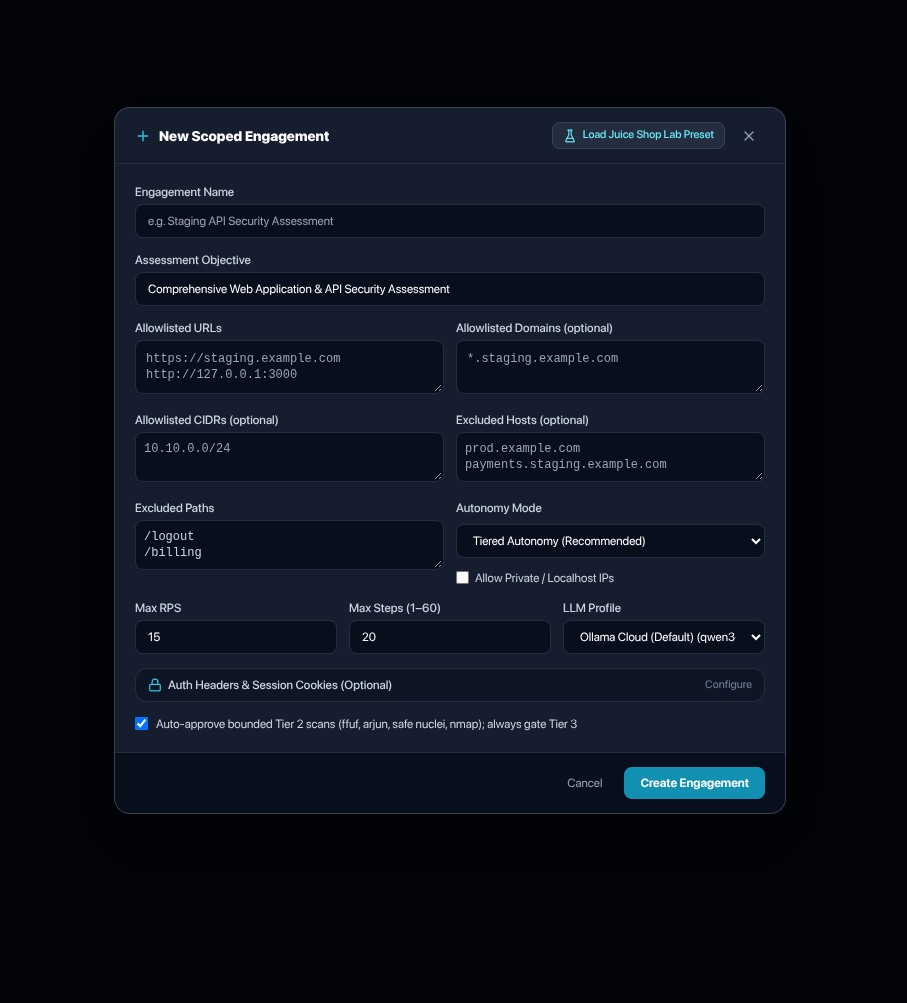 New Scoped Engagement
Load Juice Shop Lab Preset
Engagement Name
e.g. Staging API Security Assessment
Assessment Objective
Comprehensive Web Application & API Security Assessment
Allowlisted URLs
https://staging.example.com
http://127.0.0.1:3000
Allowlisted Domains (optional)
*.staging.example.com
Allowlisted CIDRs (optional)
10.10.0.0/24
Excluded Hosts (optional)
prod.example.com
payments.staging.example.com
Excluded Paths
/logout
/billing
Autonomy Mode
Tiered Autonomy (Recommended)
Allow Private / Localhost IPs
Max RPS
15
Max Steps (1–60)
20
LLM Profile
Ollama Cloud (Default) (qwen3
Auth Headers & Session Cookies (Optional)
Configure
Auto-approve bounded Tier 2 scans (ffuf, arjun, safe nuclei, nmap); always gate Tier 3
Cancel
Create Engagement